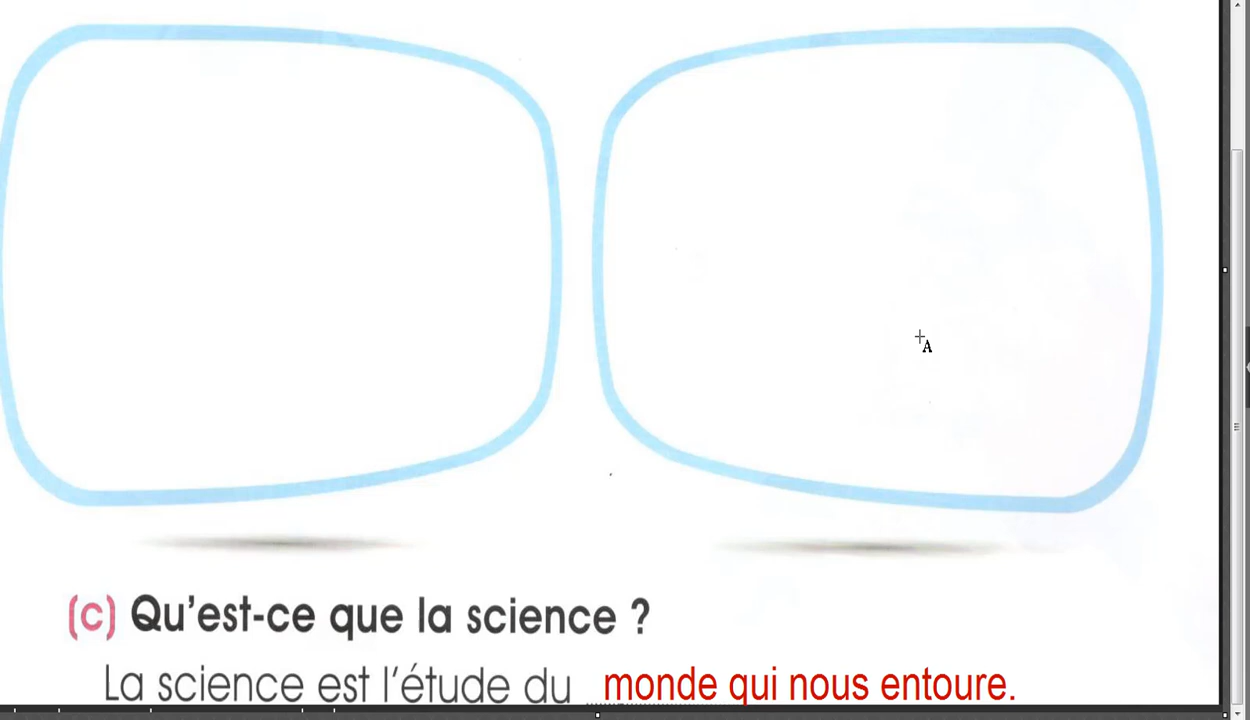 (c) Qu'est-ce que la science ?
La science est l'étude du monde qui nous entoure.